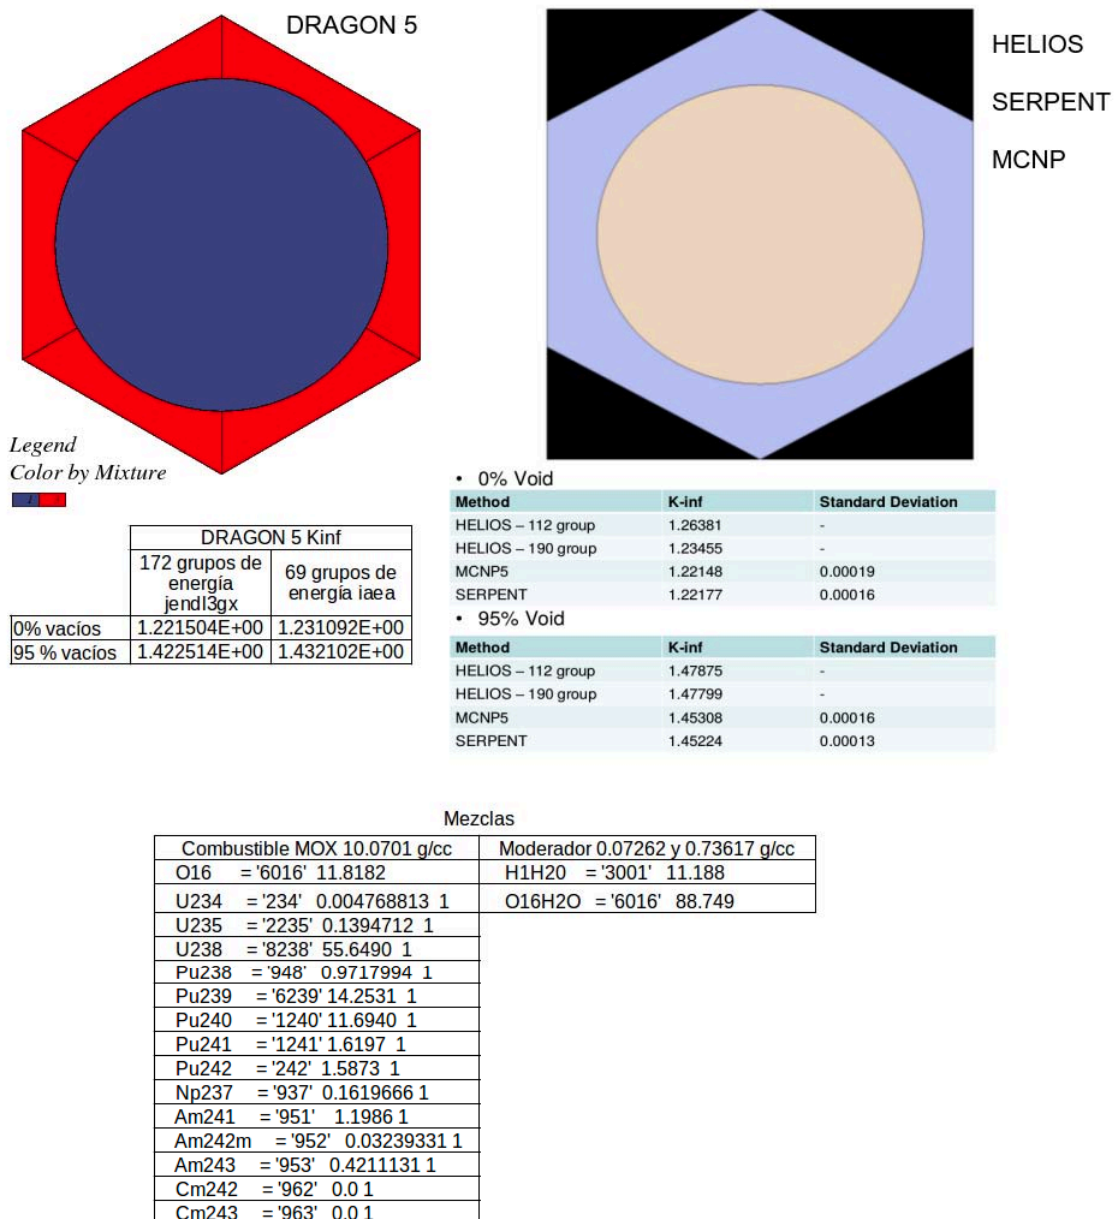 DRAGON 5
HELIOS
SERPENT
MCNP
Legend
Color by Mixture
DRAGON 5 Kinf
172 grupos de energía jendl3gx
69 grupos de energía iaea
0% vacíos 1.221504E+00 1.231092E+00
95 % vacíos 1.422514E+00 1.432102E+00
• 0% Void
Method K-inf Standard Deviation
HELIOS – 112 group 1.26381 -
HELIOS – 190 group 1.23455 -
MCNP5 1.22148 0.00019
SERPENT 1.22177 0.00016
• 95% Void
Method K-inf Standard Deviation
HELIOS – 112 group 1.47875 -
HELIOS – 190 group 1.47799 -
MCNP5 1.45308 0.00016
SERPENT 1.45224 0.00013
Mezclas
Combustible MOX 10.0701 g/cc Moderador 0.07262 y 0.73617 g/cc
O16 = '6016' 11.8182 H1H20 = '3001' 11.188
U234 = '234' 0.004768813 1 O16H2O = '6016' 88.749
U235 = '2235' 0.1394712 1
U238 = '8238' 55.6490 1
Pu238 = '948' 0.9717994 1
Pu239 = '6239' 14.2531 1
Pu240 = '1240' 11.6940 1
Pu241 = '1241' 1.6197 1
Pu242 = '242' 1.5873 1
Np237 = '937' 0.1619666 1
Am241 = '951' 1.1986 1
Am242m = '952' 0.03239331 1
Am243 = '953' 0.4211131 1
Cm242 = '962' 0.0 1
Cm243 = '963' 0.0 1